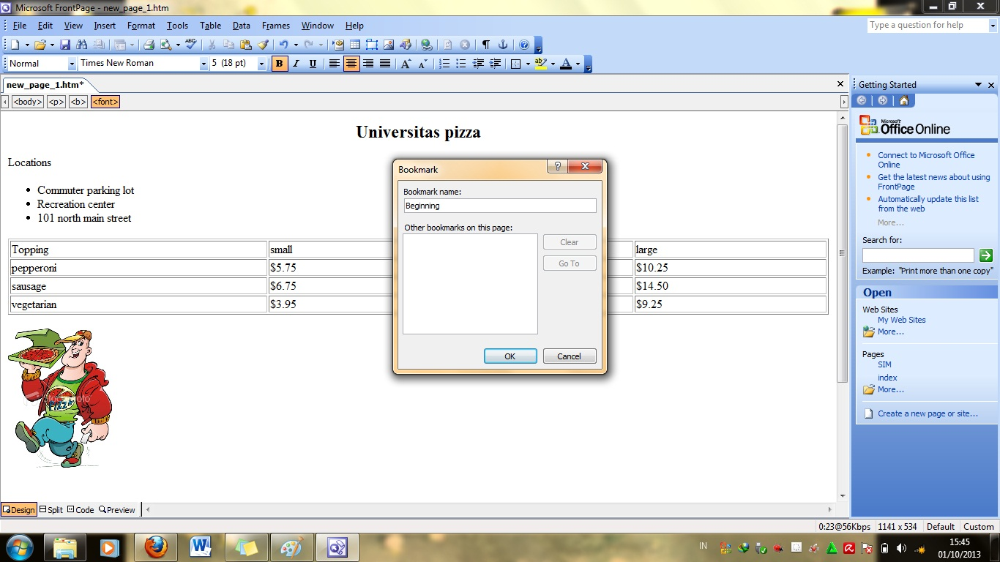 Microsoft FrontPage - new_page_1.htm
File Edit View Insert Format Tools Table Data Frames Window Help
Type a question for help
Normal Times New Roman 5 (18 pt) B I U A A ab A
new_page_1.htm*
<body> <p> <b> <font>
Universitas pizza
Locations
Commuter parking lot
Recreation center
101 north main street
Topping small large
pepperoni $5.75 $10.25
sausage $6.75 $14.50
vegetarian $3.95 $9.25
PIZZA
Bookmark
Bookmark name:
Beginning
Other bookmarks on this page:
Clear
Go To
OK Cancel
Getting Started
Microsoft
Office Online
Connect to Microsoft Office
Online
Get the latest news about using
FrontPage
Automatically update this list
from the web
More...
Search for:
Example: "Print more than one copy"
Open
Web Sites
My Web Sites
More...
Pages
SIM
index
More...
Create a new page or site...
Design Split Code Preview
0:23@56Kbps 1141 x 534 Default Custom
IN
15:45
01/10/2013